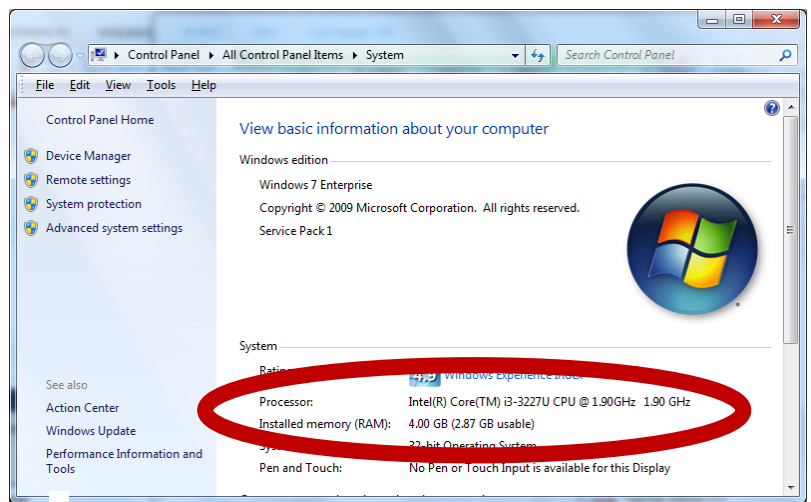 Control Panel ▸ All Control Panel Items ▸ System
Search Control Panel
File Edit View Tools Help
Control Panel Home
Device Manager
Remote settings
System protection
Advanced system settings
See also
Action Center
Windows Update
Performance Information and
Tools
View basic information about your computer
Windows edition
Windows 7 Enterprise
Copyright © 2009 Microsoft Corporation. All rights reserved.
Service Pack 1
System
4,9 Windows Experience Index
Processor: Intel(R) Core(TM) i3-3227U CPU @ 1.90GHz 1.90 GHz
Installed memory (RAM): 4.00 GB (2.87 GB usable)
32-bit Operating System
Pen and Touch: No Pen or Touch Input is available for this Display